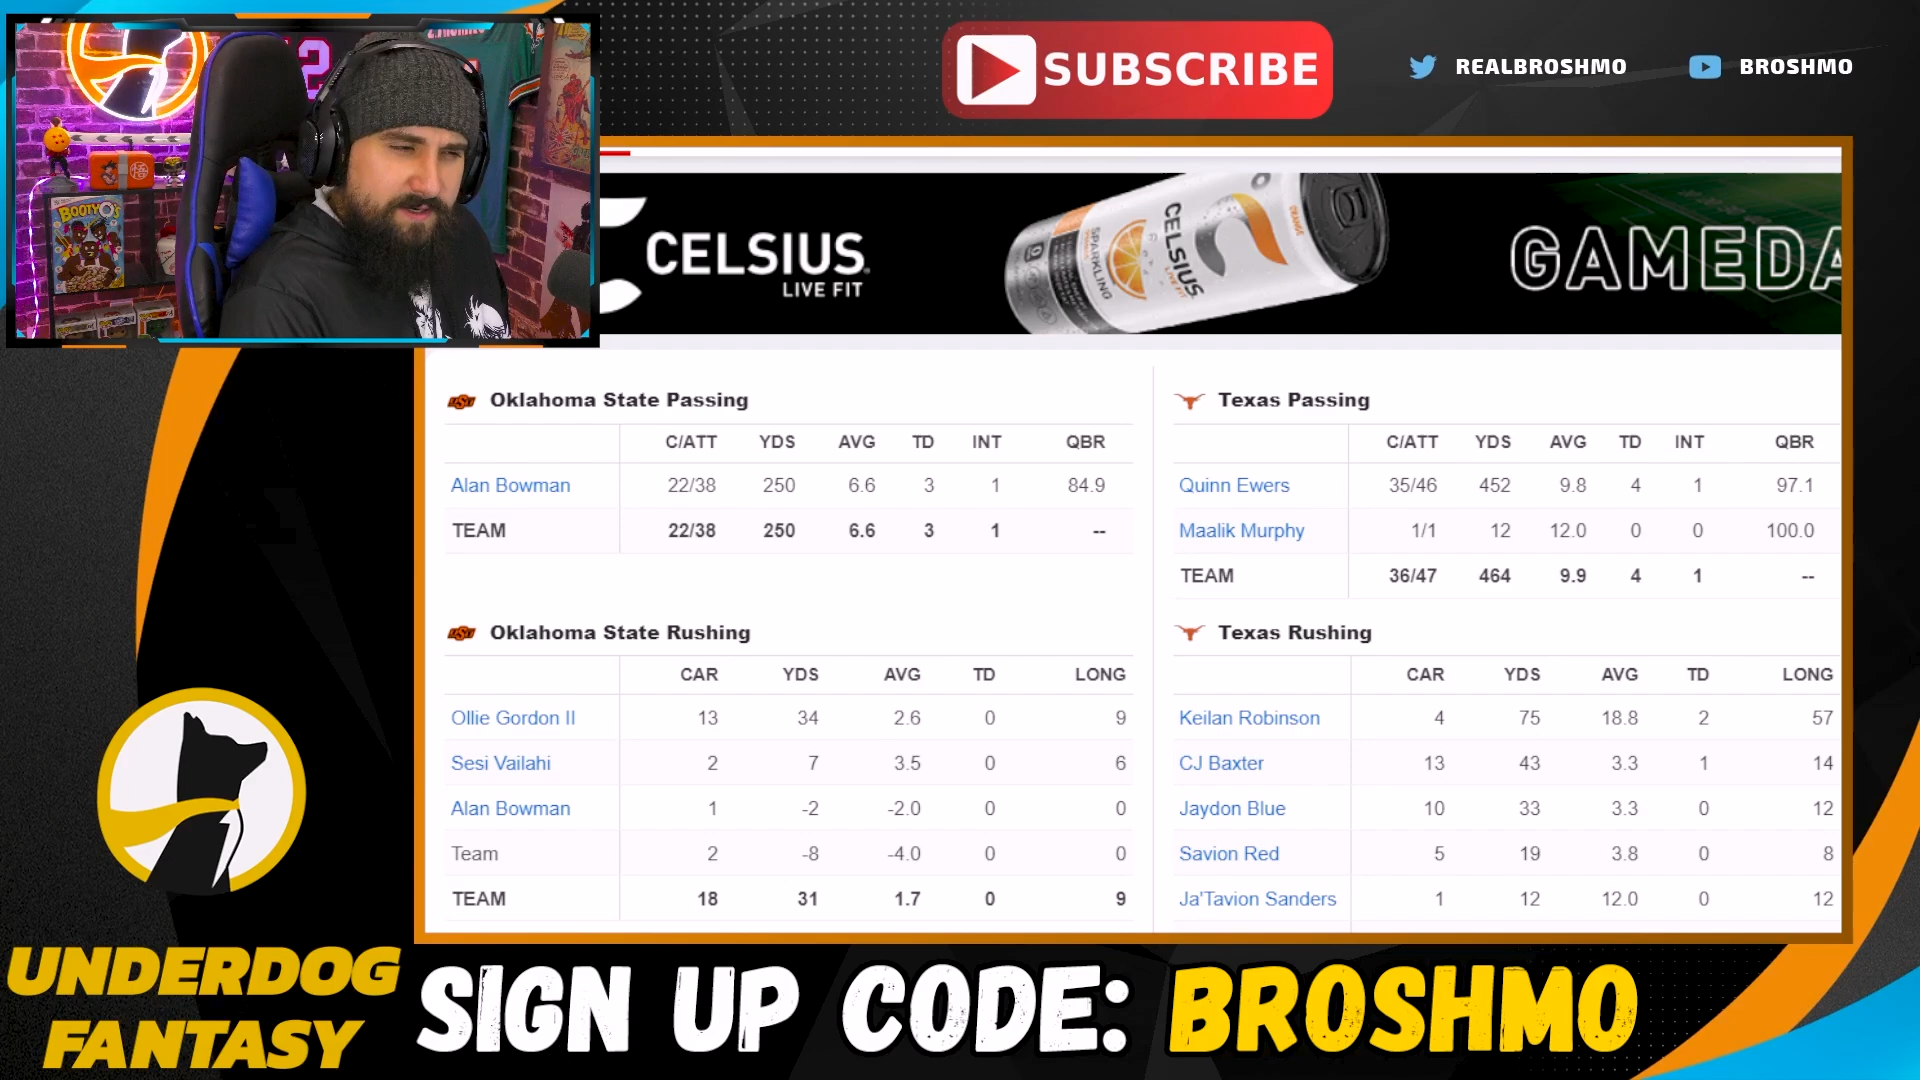 SUBSCRIBE
REALBROSHMO
BROSHMO
BOOTY O's
CELSIUS
LIVE FIT
SPARKLING
ORANGE
CELSIUS
LIVE FIT
GAMEDA
Oklahoma State Passing
C/ATT YDS AVG TD INT QBR
Alan Bowman 22/38 250 6.6 3 1 84.9
TEAM 22/38 250 6.6 3 1 --
Texas Passing
C/ATT YDS AVG TD INT QBR
Quinn Ewers 35/46 452 9.8 4 1 97.1
Maalik Murphy 1/1 12 12.0 0 0 100.0
TEAM 36/47 464 9.9 4 1 --
Oklahoma State Rushing
CAR YDS AVG TD LONG
Ollie Gordon II 13 34 2.6 0 9
Sesi Vailahi 2 7 3.5 0 6
Alan Bowman 1 -2 -2.0 0 0
Team 2 -8 -4.0 0 0
TEAM 18 31 1.7 0 9
Texas Rushing
CAR YDS AVG TD LONG
Keilan Robinson 4 75 18.8 2 57
CJ Baxter 13 43 3.3 1 14
Jaydon Blue 10 33 3.3 0 12
Savion Red 5 19 3.8 0 8
Ja'Tavion Sanders 1 12 12.0 0 12
UNDERDOG
FANTASY
SIGN UP CODE: BROSHMO